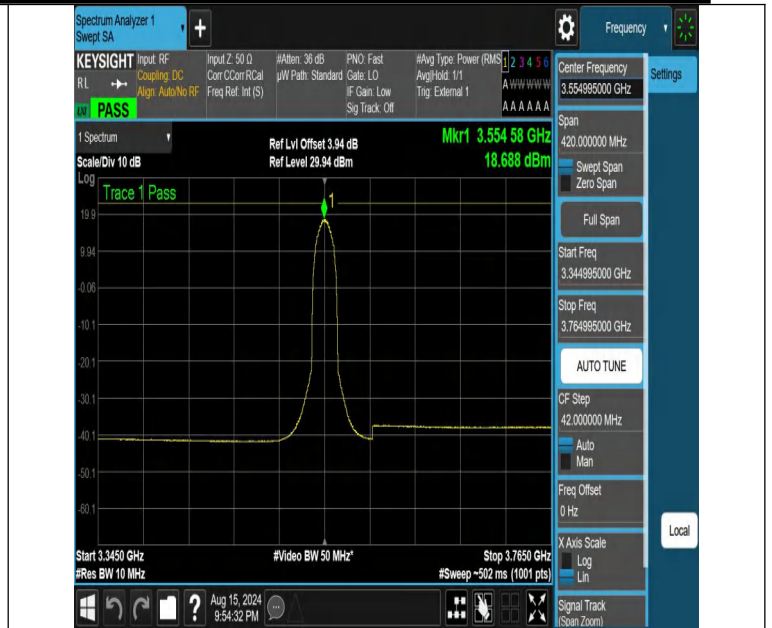 Spectrum Analyzer 1
Swept SA
+
Frequency
KEYSIGHT
RL
PASS
Input: RF
Coupling: DC
Align: Auto/No RF
Input Z: 50 Ω
Corr CCorr RCal
Freq Ref: Int (S)
#Atten: 36 dB
µW Path: Standard
PNO: Fast
Gate: LO
IF Gain: Low
Sig Track: Off
#Avg Type: Power (RMS
Avg|Hold: 1/1
Trig: External 1
1 2 3 4 5 6
A W W W W W
A A A A A A
1 Spectrum
Scale/Div 10 dB
Ref Lvl Offset 3.94 dB
Ref Level 29.94 dBm
Mkr1 3.554 58 GHz
18.688 dBm
Log
Trace 1 Pass
1
19.9
9.94
-0.06
-10.1
-20.1
-30.1
-40.1
-50.1
-60.1
Start 3.3450 GHz
#Res BW 10 MHz
#Video BW 50 MHz*
Stop 3.7650 GHz
#Sweep ~502 ms (1001 pts)
Center Frequency
3.554995000 GHz
Settings
Span
420.000000 MHz
Swept Span
Zero Span
Full Span
Start Freq
3.344995000 GHz
Stop Freq
3.764995000 GHz
AUTO TUNE
CF Step
42.000000 MHz
Auto
Man
Freq Offset
0 Hz
X Axis Scale
Log
Lin
Local
Signal Track
(Span Zoom)
?
Aug 15, 2024
9:54:32 PM